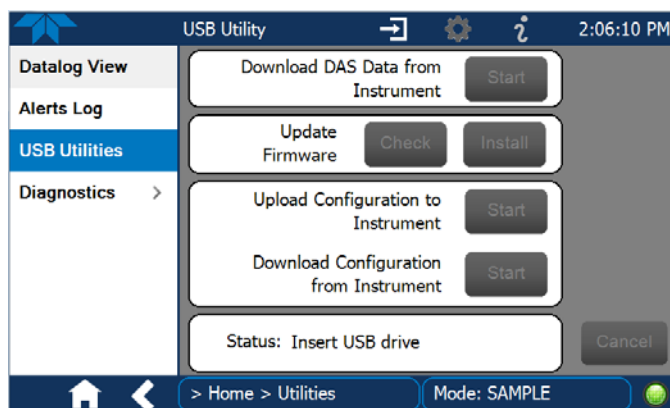 USB Utility
2:06:10 PM
Datalog View
Alerts Log
USB Utilities
Diagnostics >
Download DAS Data from
Instrument
Start
Update
Firmware
Check
Install
Upload Configuration to
Instrument
Start
Download Configuration
from Instrument
Start
Status: Insert USB drive
Cancel
> Home > Utilities
Mode: SAMPLE